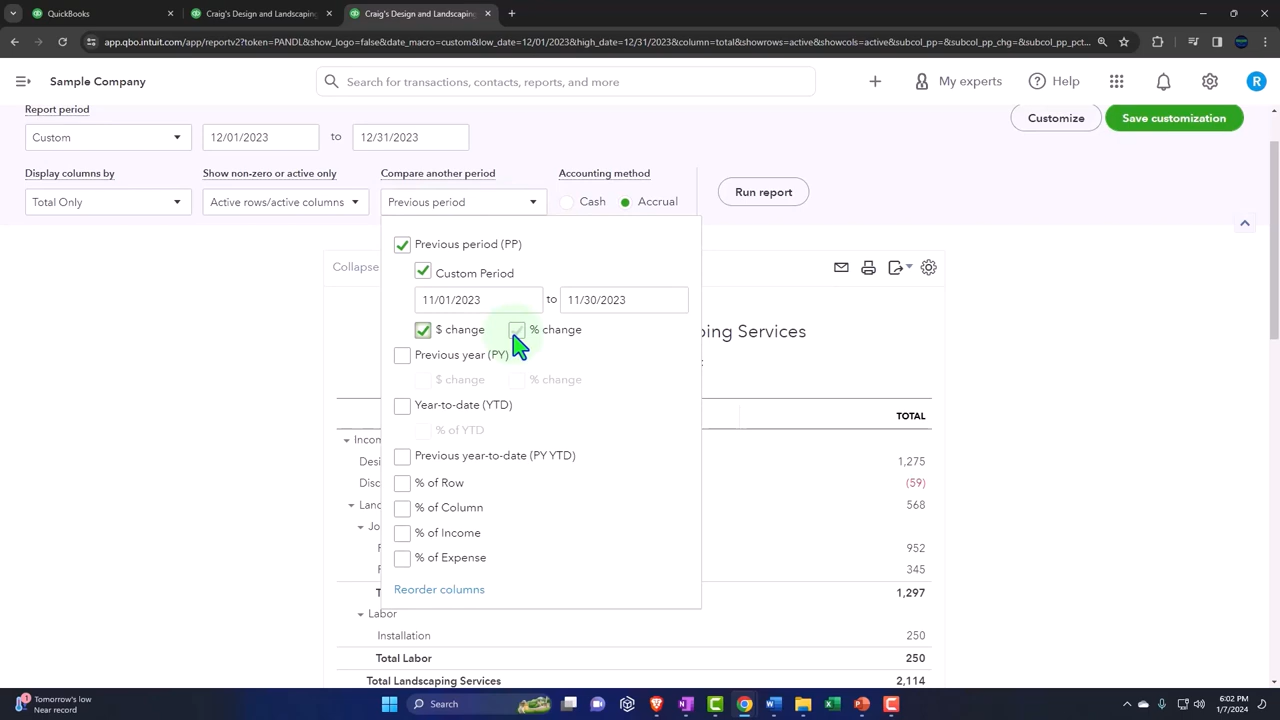 QuickBooks
Craig's Design and Landscaping
Craig's Design and Landscaping
app.qbo.intuit.com/app/reportv2?token=PANDL&show_logo=false&date_macro=custom&low_date=12/01/2023&high_date=12/31/2023&column=total&showrows=active&showcols=active&subcol_pp=&subcol_pp_chg=&subcol_pp_pct...
Sample Company
Search for transactions, contacts, reports, and more
My experts
Help
R
Report period
Custom
12/01/2023
to
12/31/2023
Customize
Save customization
Display columns by
Show non-zero or active only
Compare another period
Accounting method
Total Only
Active rows/active columns
Previous period
Cash
Accrual
Run report
Previous period (PP)
Custom Period
11/01/2023
to
11/30/2023
$ change
% change
Previous year (PY)
$ change
% change
Year-to-date (YTD)
% of YTD
Previous year-to-date (PY YTD)
% of Row
% of Column
% of Income
% of Expense
Reorder columns
Collapse
ping Services
TOTAL
Incom
Desi
1,275
Disc
(59)
Land
568
Jo
952
345
1,297
Labor
Installation
250
Total Labor
250
Total Landscaping Services
2,114
1
Tomorrow's low
Near record
Search
6:02 PM
1/7/2024